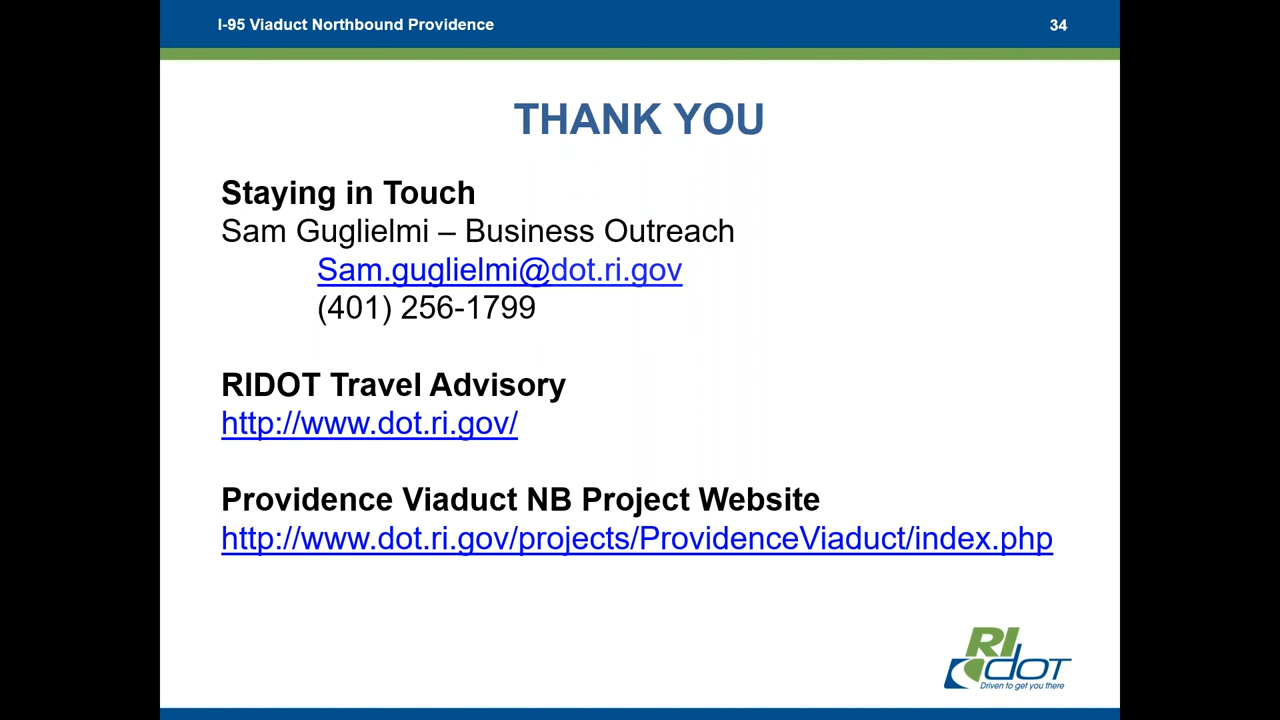 I-95 Viaduct Northbound Providence 34
THANK YOU
Staying in Touch
Sam Guglielmi – Business Outreach
Sam.guglielmi@dot.ri.gov
(401) 256-1799
RIDOT Travel Advisory
http://www.dot.ri.gov/
Providence Viaduct NB Project Website
http://www.dot.ri.gov/projects/ProvidenceViaduct/index.php
RI
DOT
Driven to get you there